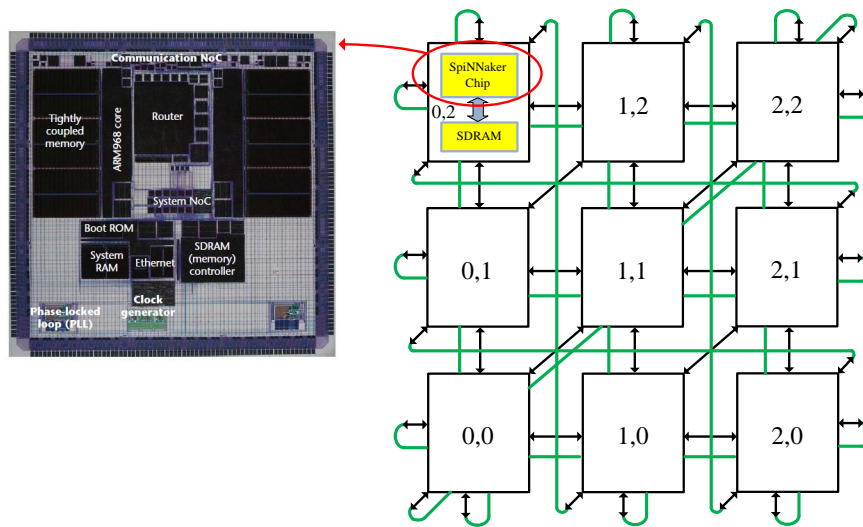 Communication NoC
Tightly
coupled
memory
ARM968 core
Router
System NoC
Boot ROM
System
RAM
Ethernet
SDRAM
(memory)
controller
Clock
generator
Phase-locked
loop (PLL)
SpiNNaker
Chip
0,2
SDRAM
1,2
2,2
0,1
1,1
2,1
0,0
1,0
2,0